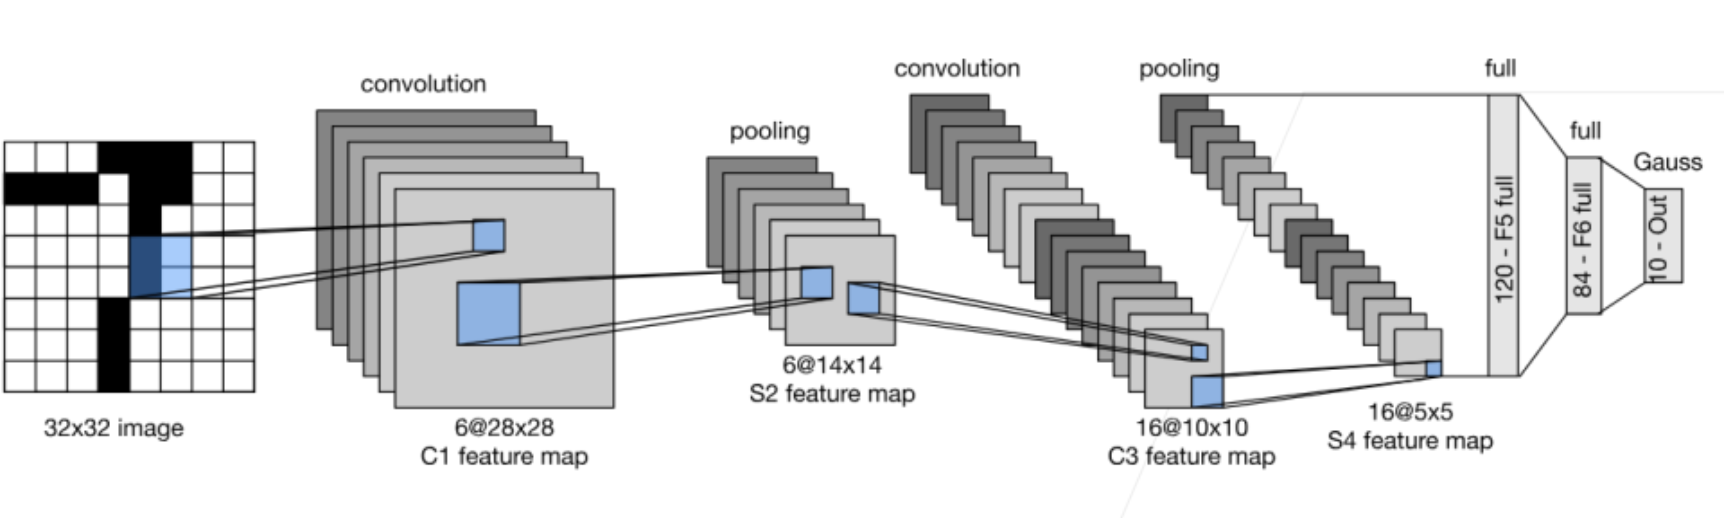 convolution
32x32 image
6@28x28
C1 feature map
pooling
6@14x14
S2 feature map
convolution
16@10x10
C3 feature map
pooling
16@5x5
S4 feature map
full
120 - F5 full
full
84 - F6 full
Gauss
10 - Out